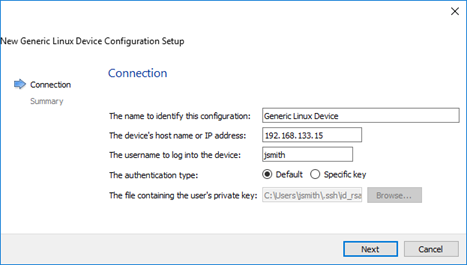 New Generic Linux Device Configuration Setup
Connection
Connection
Summary
The name to identify this configuration: Generic Linux Device
The device's host name or IP address: 192.168.133.15
The username to log into the device: jsmith
The authentication type: Default Specific key
The file containing the user's private key: C:\Users\jsmith\.ssh\id_rsa Browse...
Next Cancel